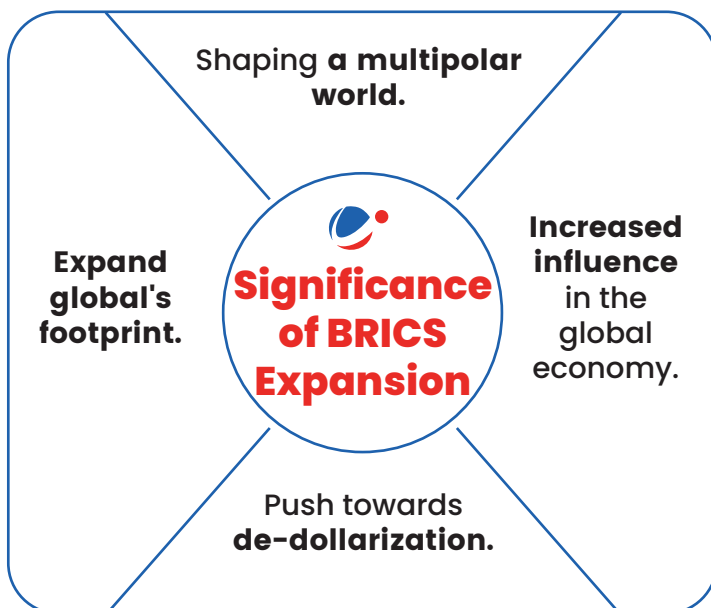 Shaping a multipolar
world.
Expand
global's
footprint.
Significance
of BRICS
Expansion
Increased
influence
in the
global
economy.
Push towards
de-dollarization.